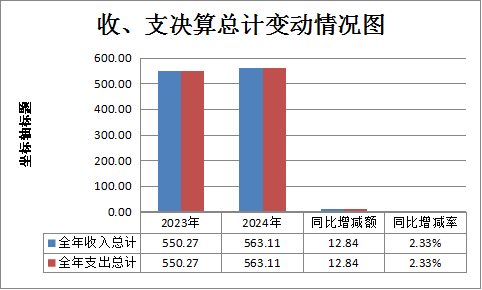 收、支决算总计变动情况图
坐标轴标题
600.00
500.00
400.00
300.00
200.00
100.00
0.00
2023年 2024年 同比增减额 同比增减率
全年收入总计 550.27 563.11 12.84 2.33%
全年支出总计 550.27 563.11 12.84 2.33%